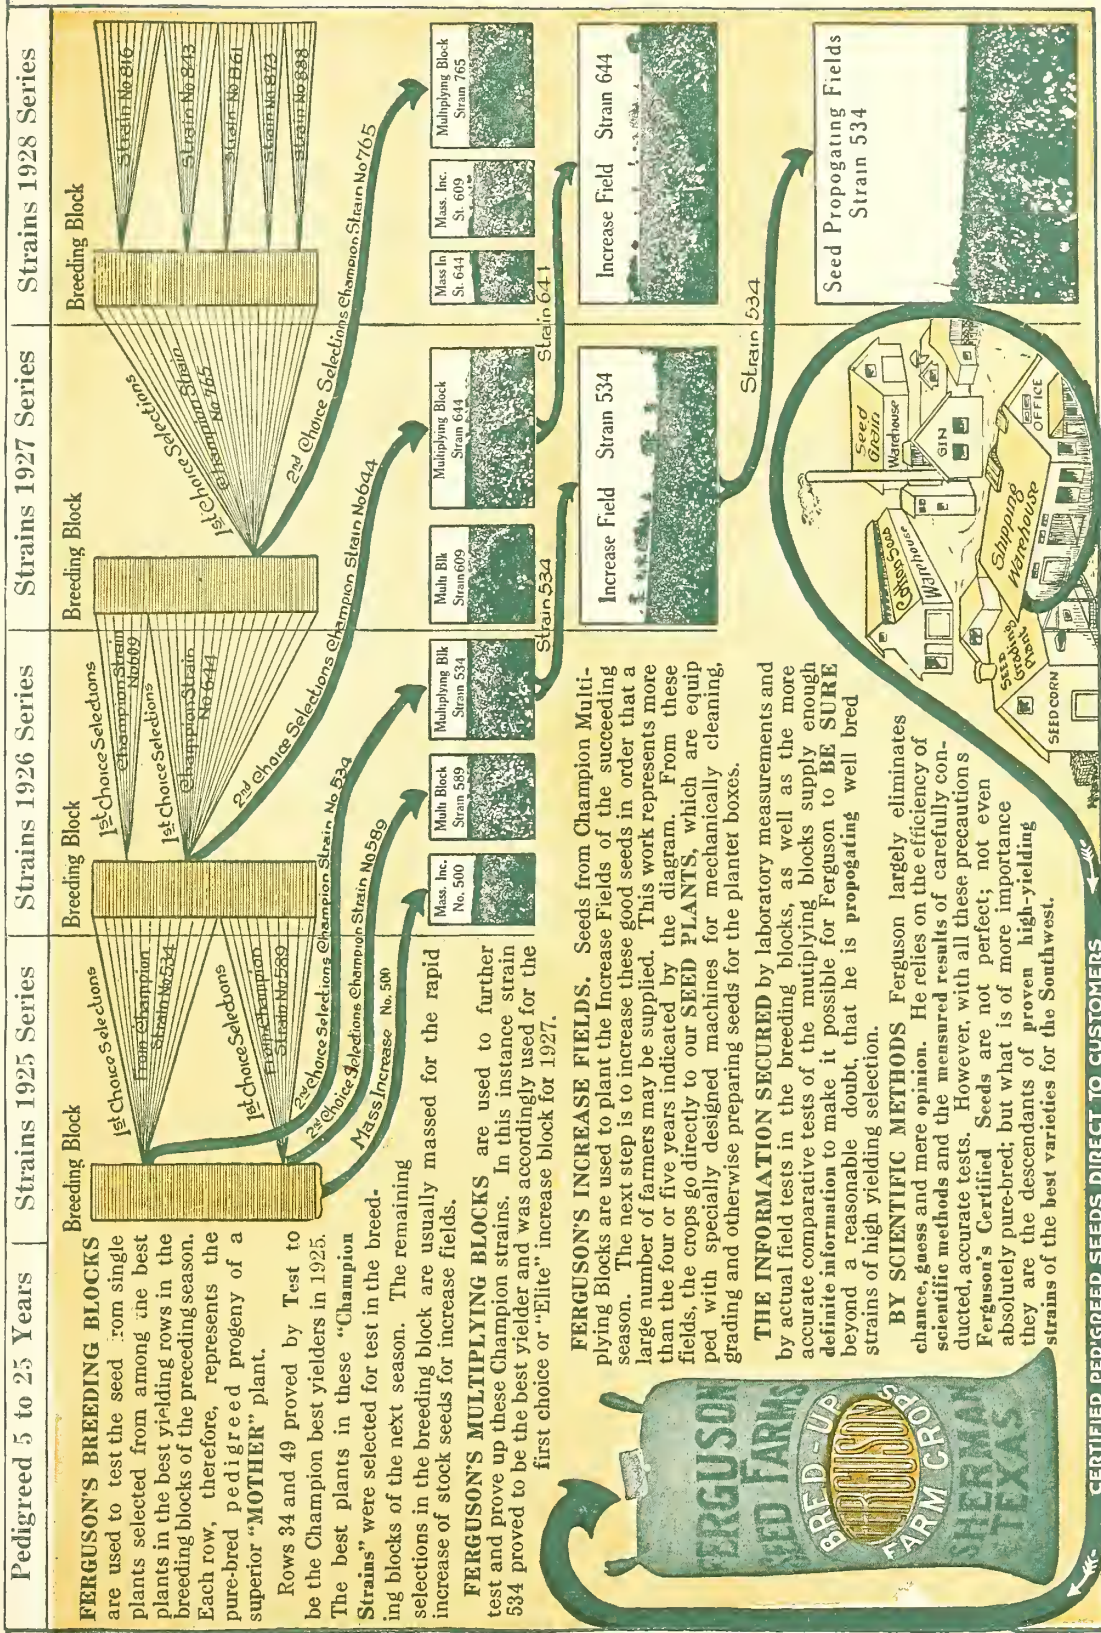 Pedigreed 5 to 25 Years
Strains 1925 Series
Strains 1926 Series
Strains 1927 Series
Strains 1928 Series
FERGUSON'S BREEDING BLOCKS
are used to test the seed from single
plants selected from among the best
plants in the best yielding rows in the
breeding blocks of the preceding season.
Each row, therefore, represents the
pure-bred pedigreed progeny of a
superior "MOTHER" plant.
Rows 34 and 49 proved by Test to
be the Champion best yielders in 1925.
The best plants in these "Champion
Strains" were selected for test in the breed-
ing blocks of the next season. The remaining
selections in the breeding block are usually massed for the rapid
increase of stock seeds for increase fields.
FERGUSON'S MULTIPLYING BLOCKS are used to further
test and prove up these Champion strains. In this instance strain
534 proved to be the best yielder and was accordingly used for the
first choice or "Elite" increase block for 1927.
Breeding Block
1st Choice Selections
From Champion
Strain No. 534
1st Choice Selections
From Champion
Strain No. 589
2nd Choice Selections Champion Strain No. 534
2nd Choice Selections Champion Strain No. 589
Mass Increase No. 500
Breeding Block
1st Choice Selections
Champion Strain
No. 609
1st Choice Selections
Champion Strain
No. 644
2nd Choice Selections Champion Strain No. 644
Breeding Block
1st Choice Selections
Champion Strain
No. 765
2nd Choice Selections Champion Strain No. 765
Breeding Block
Strain No. 816
Strain No. 843
Strain No. 861
Strain No. 873
Strain No. 888
Mass. Inc.
No. 500
Multi Block
Strain 589
Multiplying Blk
Strain 534
Multi Blk
Strain 609
Multiplying Block
Strain 644
Mass In
St. 644
Mass. Inc.
St. 609
Multiplying Block
Strain 765
Strain 534
Strain 641
Increase Field Strain 534
Increase Field Strain 644
Strain 534
Seed Propogating Fields
Strain 534
FERGUSON'S INCREASE FIELDS. Seeds from Champion Multi-
plying Blocks are used to plant the Increase Fields of the succeeding
season. The next step is to increase these good seeds in order that a
large number of farmers may be supplied. This work represents more
than the four or five years indicated by the diagram. From these
fields, the crops go directly to our SEED PLANTS, which are equip
ped with specially designed machines for mechanically cleaning,
grading and otherwise preparing seeds for the planter boxes.
THE INFORMATION SECURED by laboratory measurements and
by actual field tests in the breeding blocks, as well as the more
accurate comparative tests of the mutiplying blocks supply enough
definite information to make it possible for Ferguson to BE SURE
beyond a reasonable doubt, that he is propogating well bred
strains of high yielding selection.
BY SCIENTIFIC METHODS Ferguson largely eliminates
chance, guess and mere opinion. He relies on the efficiency of
scientific methods and the measured results of carefully con-
ducted, accurate tests. However, with all these precautions
Ferguson's Certified Seeds are not perfect; not even
absolutely pure-bred; but what is of more importance
they are the descendants of proven high-yielding
strains of the best varieties for the Southwest.
FERGUSON
SEED FARMS
BRED-UP
FERGUSON'S
FARM CROPS
SHERMAN
TEXAS
Cotton Seed
Warehouse
Seed
Grain
Warehouse
GIN
SEED CORN
SEED
Grading
Plant
Shipping
Warehouse
OFFICE
CERTIFIED PEDIGREED SEEDS DIRECT TO CUSTOMERS